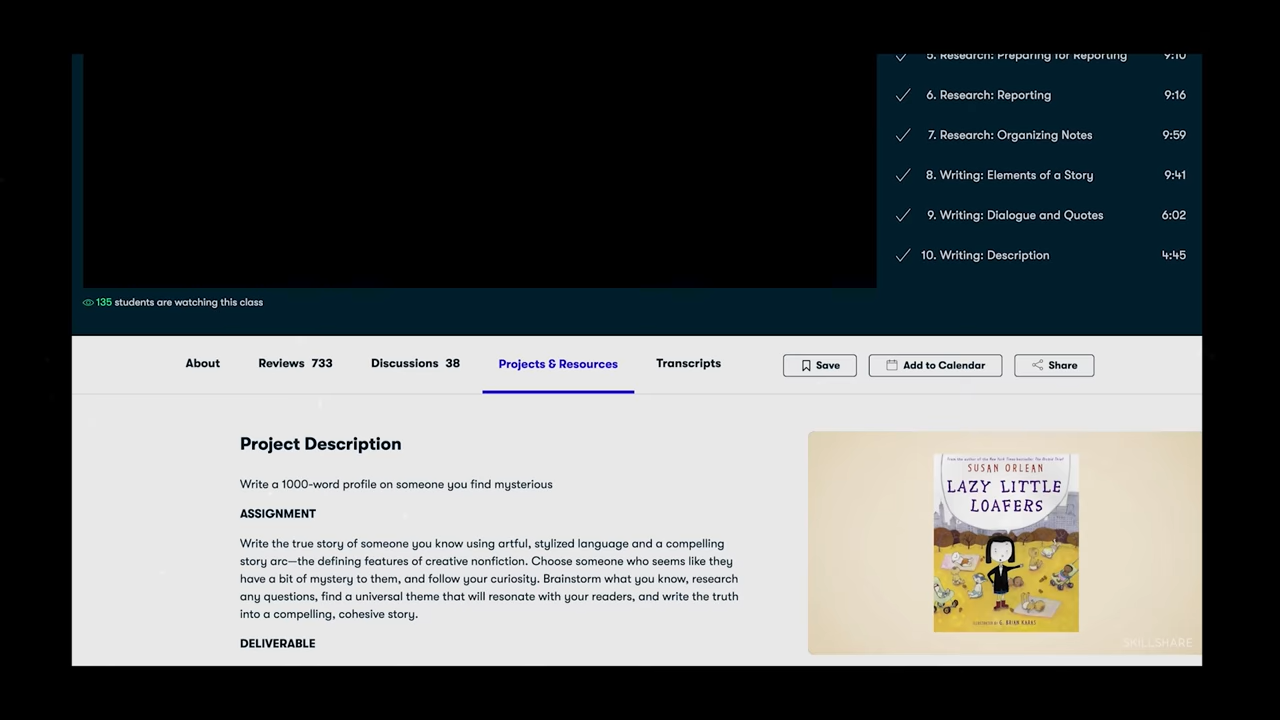 5. Research: Preparing for Reporting 9:10
6. Research: Reporting 9:16
7. Research: Organizing Notes 9:59
8. Writing: Elements of a Story 9:41
9. Writing: Dialogue and Quotes 6:02
10. Writing: Description 4:45
135 students are watching this class
About Reviews 733 Discussions 38 Projects & Resources Transcripts Save Add to Calendar Share
Project Description
Write a 1000-word profile on someone you find mysterious
ASSIGNMENT
Write the true story of someone you know using artful, stylized language and a compelling
story arc—the defining features of creative nonfiction. Choose someone who seems like they
have a bit of mystery to them, and follow your curiosity. Brainstorm what you know, research
any questions, find a universal theme that will resonate with your readers, and write the truth
into a compelling, cohesive story.
DELIVERABLE
SUSAN ORLEAN
LAZY LITTLE
LOAFERS
ILLUSTRATED BY G. BRIAN KARAS
SKILLSHARE